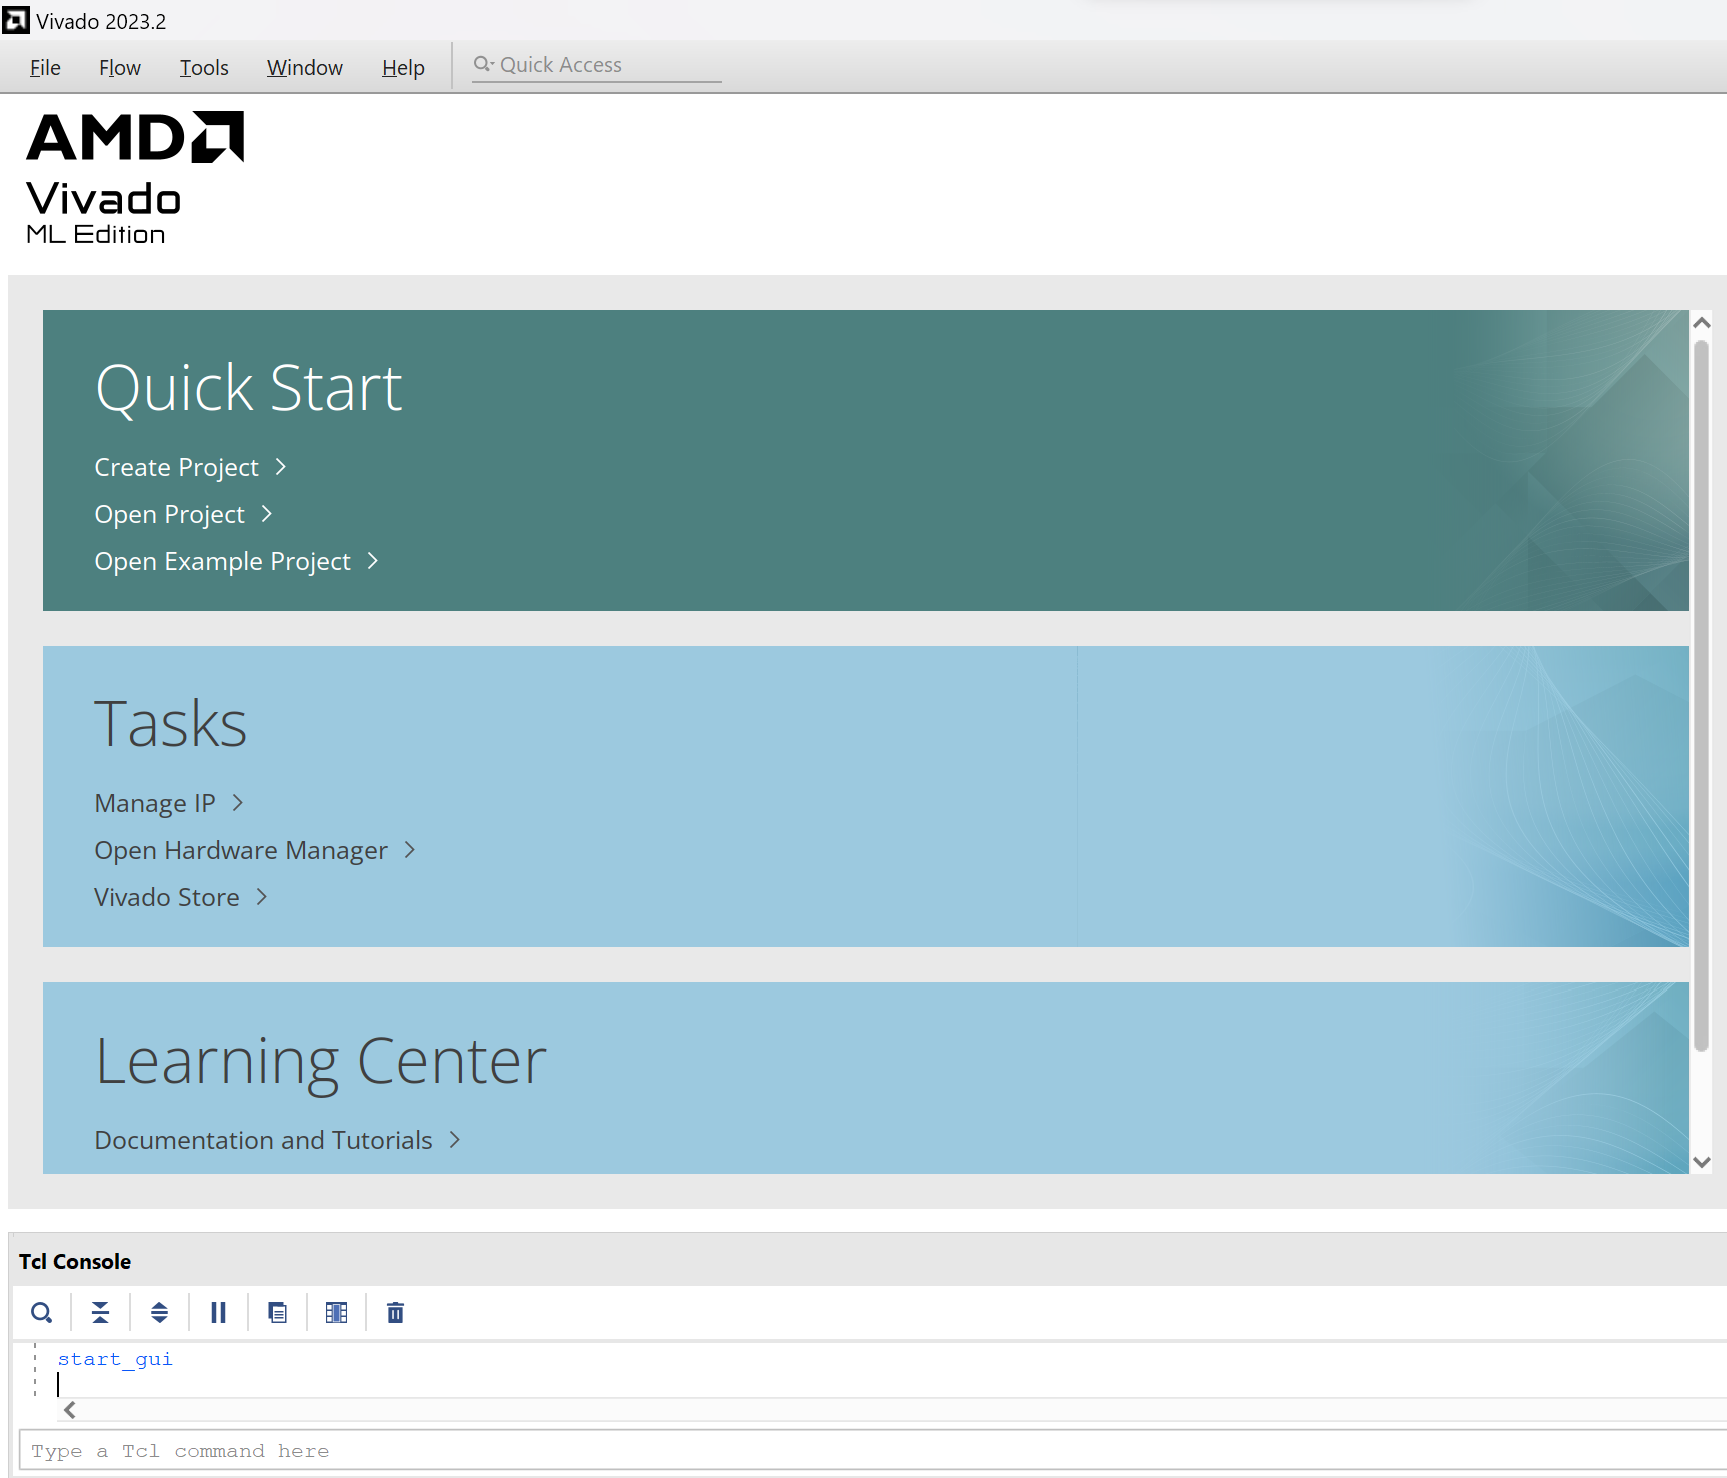 Vivado 2023.2
File Flow Tools Window Help Quick Access
AMD
Vivado
ML Edition
Quick Start
Create Project
Open Project
Open Example Project
Tasks
Manage IP
Open Hardware Manager
Vivado Store
Learning Center
Documentation and Tutorials
Tcl Console
start_gui
Type a Tcl command here